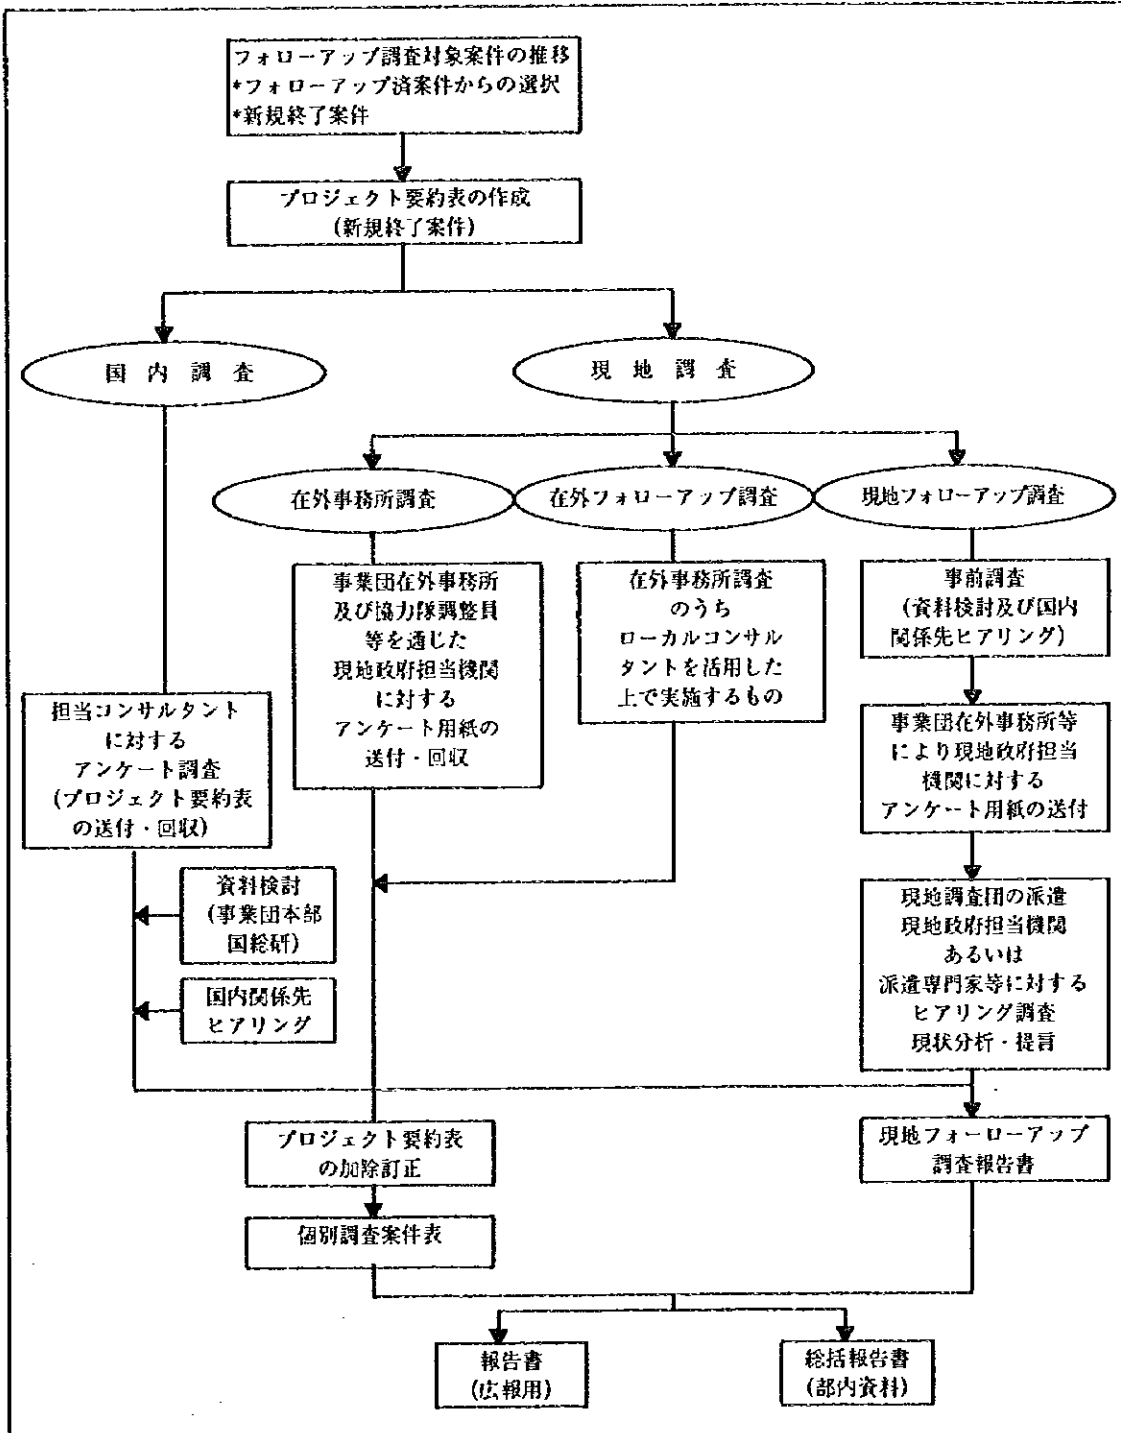 フォローアップ調査対象案件の推移
*フォローアップ済案件からの選択
*新規終了案件
プロジェクト要約表の作成
(新規終了案件)
国内調査
現地調査
在外事務所調査
在外フォローアップ調査
現地フォローアップ調査
事業団在外事務所
及び協力隊調整員
等を通じた
現地政府担当機関
に対する
アンケート用紙の
送付・回収
在外事務所調査
のうち
ローカルコンサル
タントを活用した
上で実施するもの
事前調査
(資料検討及び国内
関係先ヒアリング)
担当コンサルタント
に対する
アンケート調査
(プロジェクト要約表
の送付・回収)
事業団在外事務所等
により現地政府担当
機関に対する
アンケート用紙の送付
資料検討
(事業団本部
国総研)
国内関係先
ヒアリング
現地調査団の派遣
現地政府担当機関
あるいは
派遣専門家等に対する
ヒアリング調査
現状分析・提言
プロジェクト要約表
の加除訂正
現地フォーローアップ
調査報告書
個別調査案件表
報告書
(広報用)
総括報告書
(部内資料)